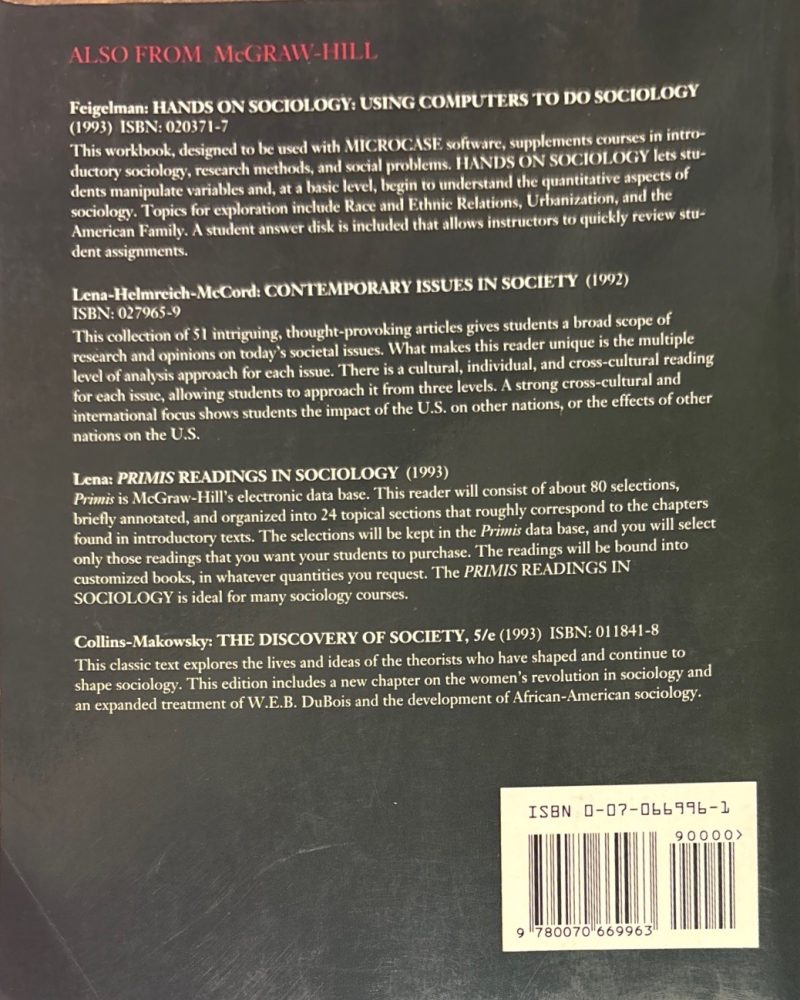 ALSO FROM McGRAW-HILL
Feigelman: HANDS ON SOCIOLOGY: USING COMPUTERS TO DO SOCIOLOGY
(1993) ISBN: 020371-7
This workbook, designed to be used with MICROCASE software, supplements courses in intro-
ductory sociology, research methods, and social problems. HANDS ON SOCIOLOGY lets stu-
dents manipulate variables and, at a basic level, begin to understand the quantitative aspects of
sociology. Topics for exploration include Race and Ethnic Relations, Urbanization, and the
American Family. A student answer disk is included that allows instructors to quickly review stu-
dent assignments.
Lena-Helmreich-McCord: CONTEMPORARY ISSUES IN SOCIETY (1992)
ISBN: 027965-9
This collection of 51 intriguing, thought-provoking articles gives students a broad scope of
research and opinions on today's societal issues. What makes this reader unique is the multiple
level of analysis approach for each issue. There is a cultural, individual, and cross-cultural reading
for each issue, allowing students to approach it from three levels. A strong cross-cultural and
international focus shows students the impact of the U.S. on other nations, or the effects of other
nations on the U.S.
Lena: PRIMIS READINGS IN SOCIOLOGY (1993)
Primis is McGraw-Hill's electronic data base. This reader will consist of about 80 selections,
briefly annotated, and organized into 24 topical sections that roughly correspond to the chapters
found in introductory texts. The selections will be kept in the Primis data base, and you will select
only those readings that you want your students to purchase. The readings will be bound into
customized books, in whatever quantities you request. The PRIMIS READINGS IN
SOCIOLOGY is ideal for many sociology courses.
Collins-Makowsky: THE DISCOVERY OF SOCIETY, 5/e (1993) ISBN: 011841-8
This classic text explores the lives and ideas of the theorists who have shaped and continue to
shape sociology. This edition includes a new chapter on the women's revolution in sociology and
an expanded treatment of W.E.B. DuBois and the development of African-American sociology.
ISBN 0-07-066996-1
90000>
9 780070 669963